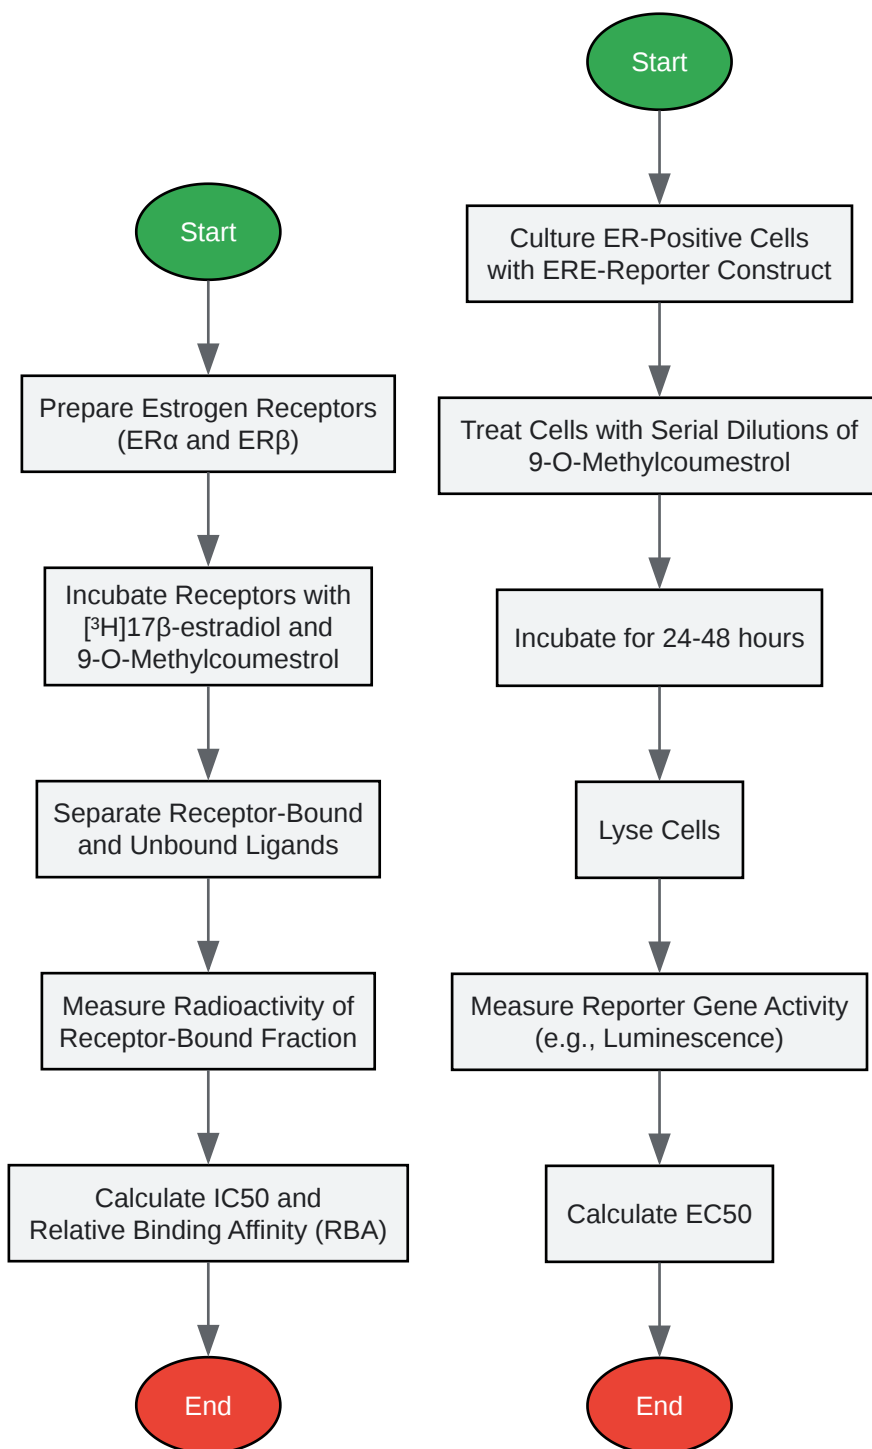 Start
Prepare Estrogen Receptors
(ERα and ERβ)
Incubate Receptors with
[³H]17β-estradiol and
9-O-Methylcoumestrol
Separate Receptor-Bound
and Unbound Ligands
Measure Radioactivity of
Receptor-Bound Fraction
Calculate IC50 and
Relative Binding Affinity (RBA)
End
Start
Culture ER-Positive Cells
with ERE-Reporter Construct
Treat Cells with Serial Dilutions of
9-O-Methylcoumestrol
Incubate for 24-48 hours
Lyse Cells
Measure Reporter Gene Activity
(e.g., Luminescence)
Calculate EC50
End